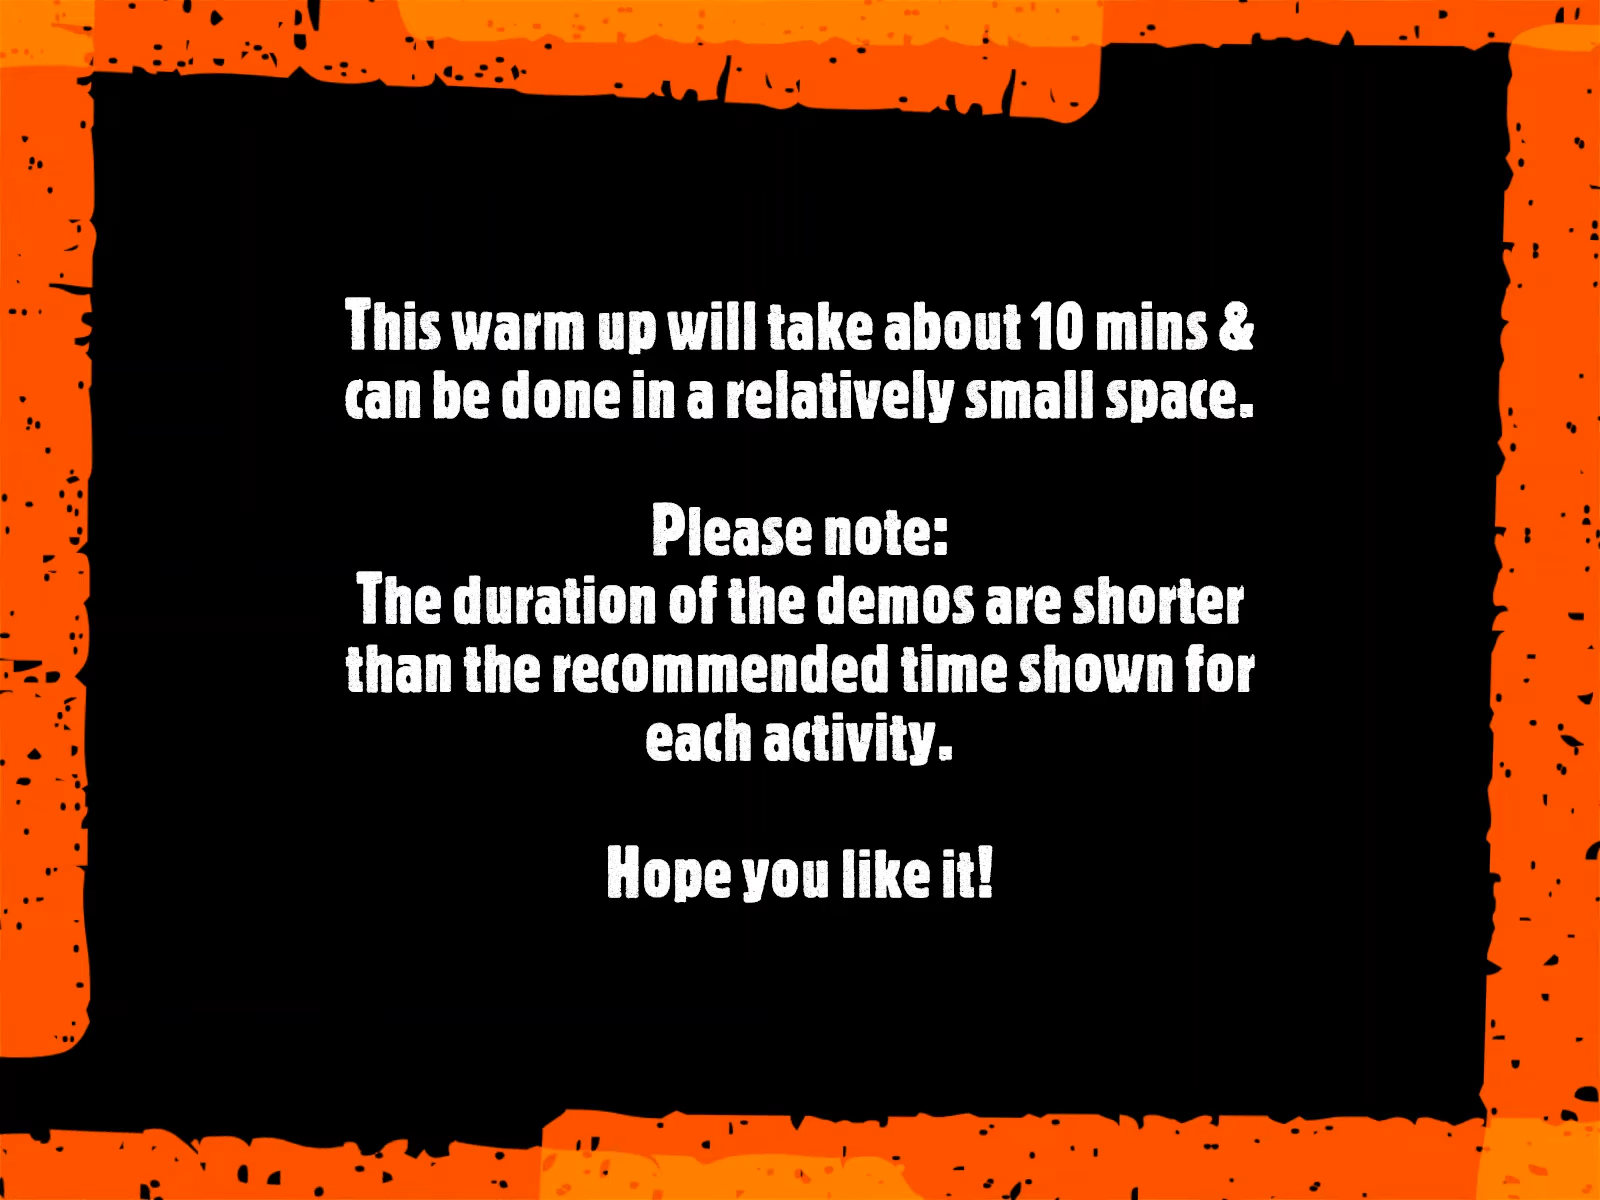 This warm up will take about 10 mins &
can be done in a relatively small space.
Please note:
The duration of the demos are shorter
than the recommended time shown for
each activity.
Hope you like it!